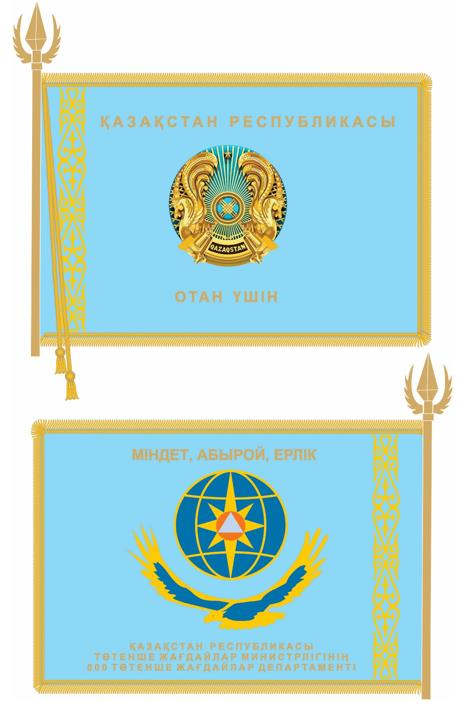 ҚАЗАҚСТАН РЕСПУБЛИКАСЫ
QAZAQSTAN
ОТАН ҮШІН
МІНДЕТ, АБЫРОЙ, ЕРЛІК
ҚАЗАҚСТАН РЕСПУБЛИКАСЫ
ТӨТЕНШЕ ЖАҒДАЙЛАР МИНИСТРЛІГІНІҢ
000 ТӨТЕНШЕ ЖАҒДАЙЛАР ДЕПАРТАМЕНТІ